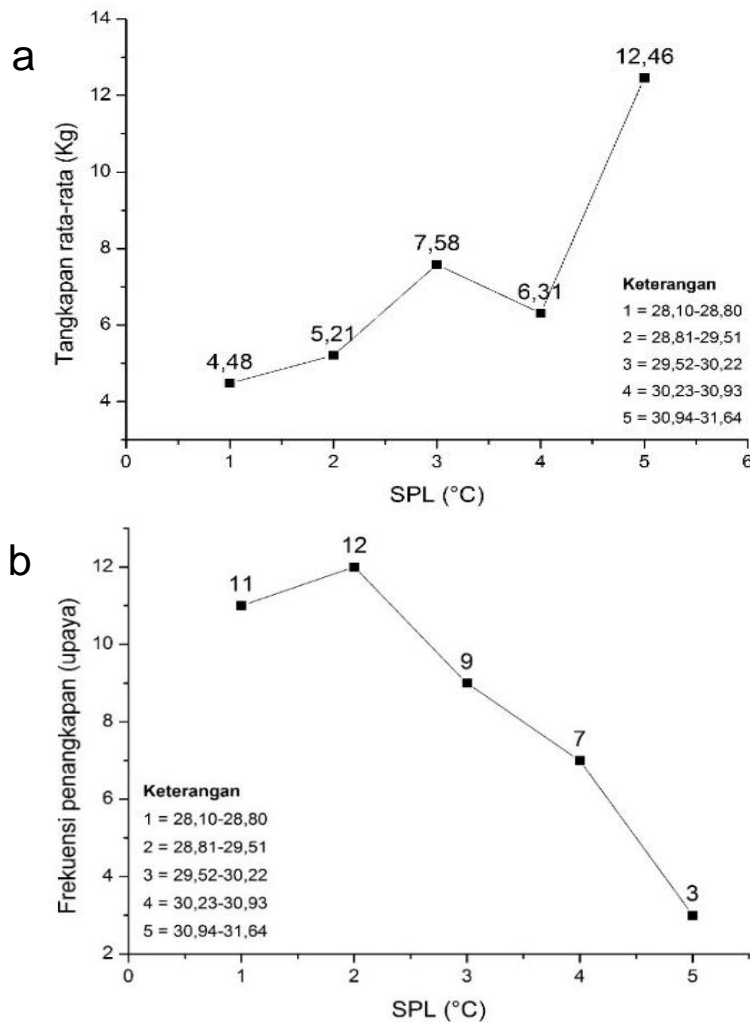 a
14
12
10
8
6
4
Tangkapan rata-rata (Kg)
4,48
5,21
7,58
6,31
12,46
Keterangan
1 = 28,10-28,80
2 = 28,81-29,51
3 = 29,52-30,22
4 = 30,23-30,93
5 = 30,94-31,64
0 1 2 3 4 5 6
SPL (°C)
b
12
10
8
6
4
2
Frekuensi penangkapan (upaya)
11
12
9
7
3
Keterangan
1 = 28,10-28,80
2 = 28,81-29,51
3 = 29,52-30,22
4 = 30,23-30,93
5 = 30,94-31,64
0 1 2 3 4 5
SPL (°C)